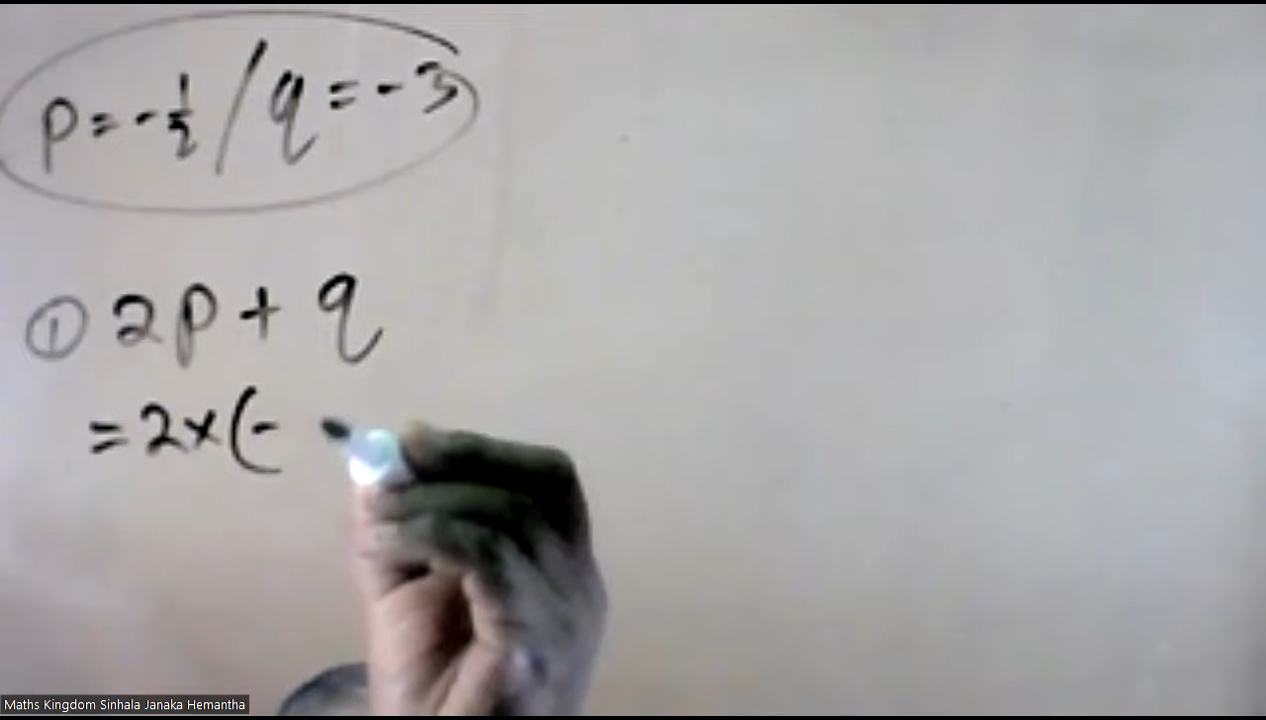 p = -1/2 / q = -3
① 2p + q
= 2 × (-
Maths Kingdom Sinhala Janaka Hemantha